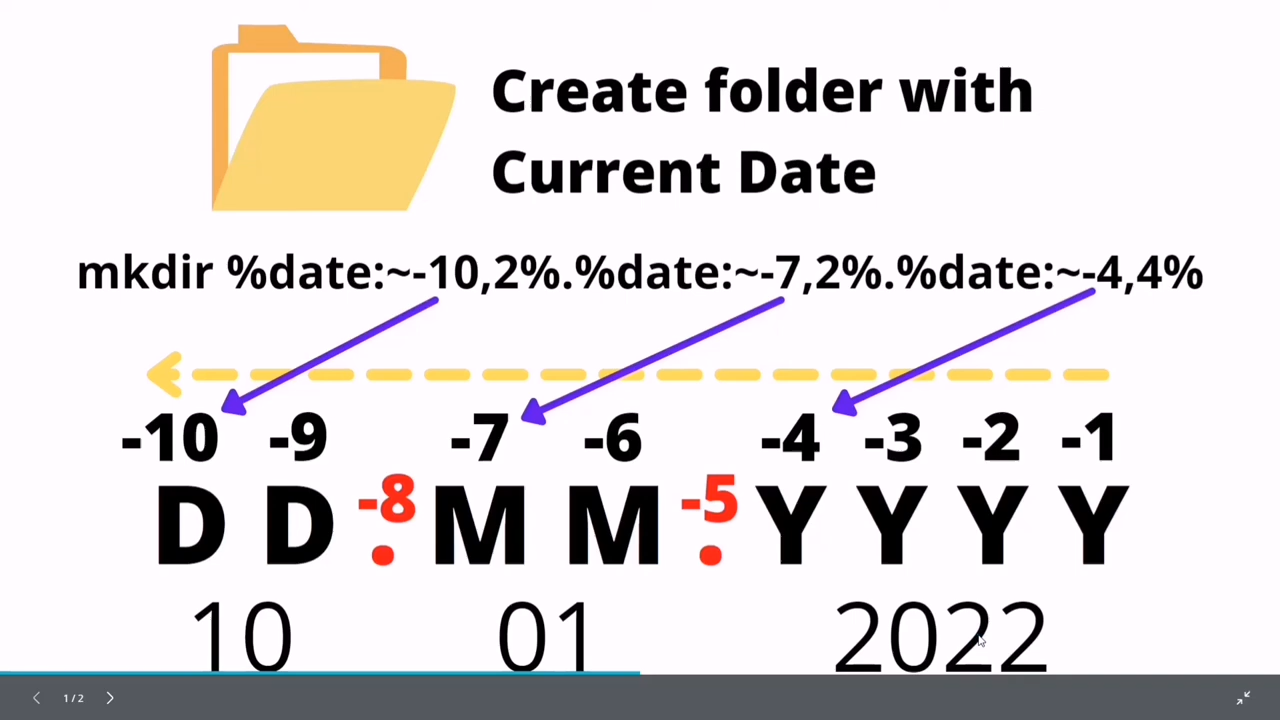 Create folder with
Current Date
mkdir %date:~-10,2%.%date:~-7,2%.%date:~-4,4%
-10 -9 -7 -6 -4 -3 -2 -1
-8 -5
D D . M M . Y Y Y Y
10 01 2022
1 / 2